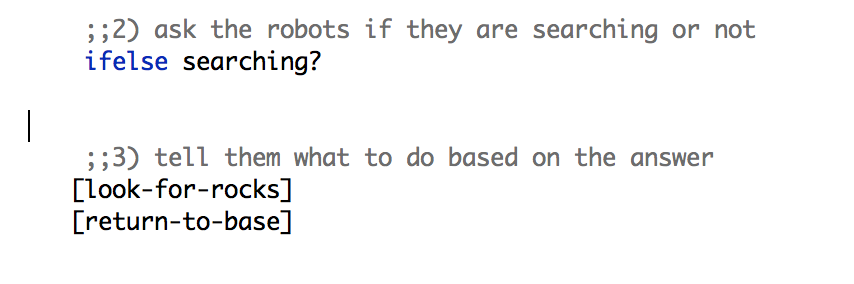 ;;2) ask the robots if they are searching or not
ifelse searching?
;;3) tell them what to do based on the answer
[look-for-rocks]
[return-to-base]